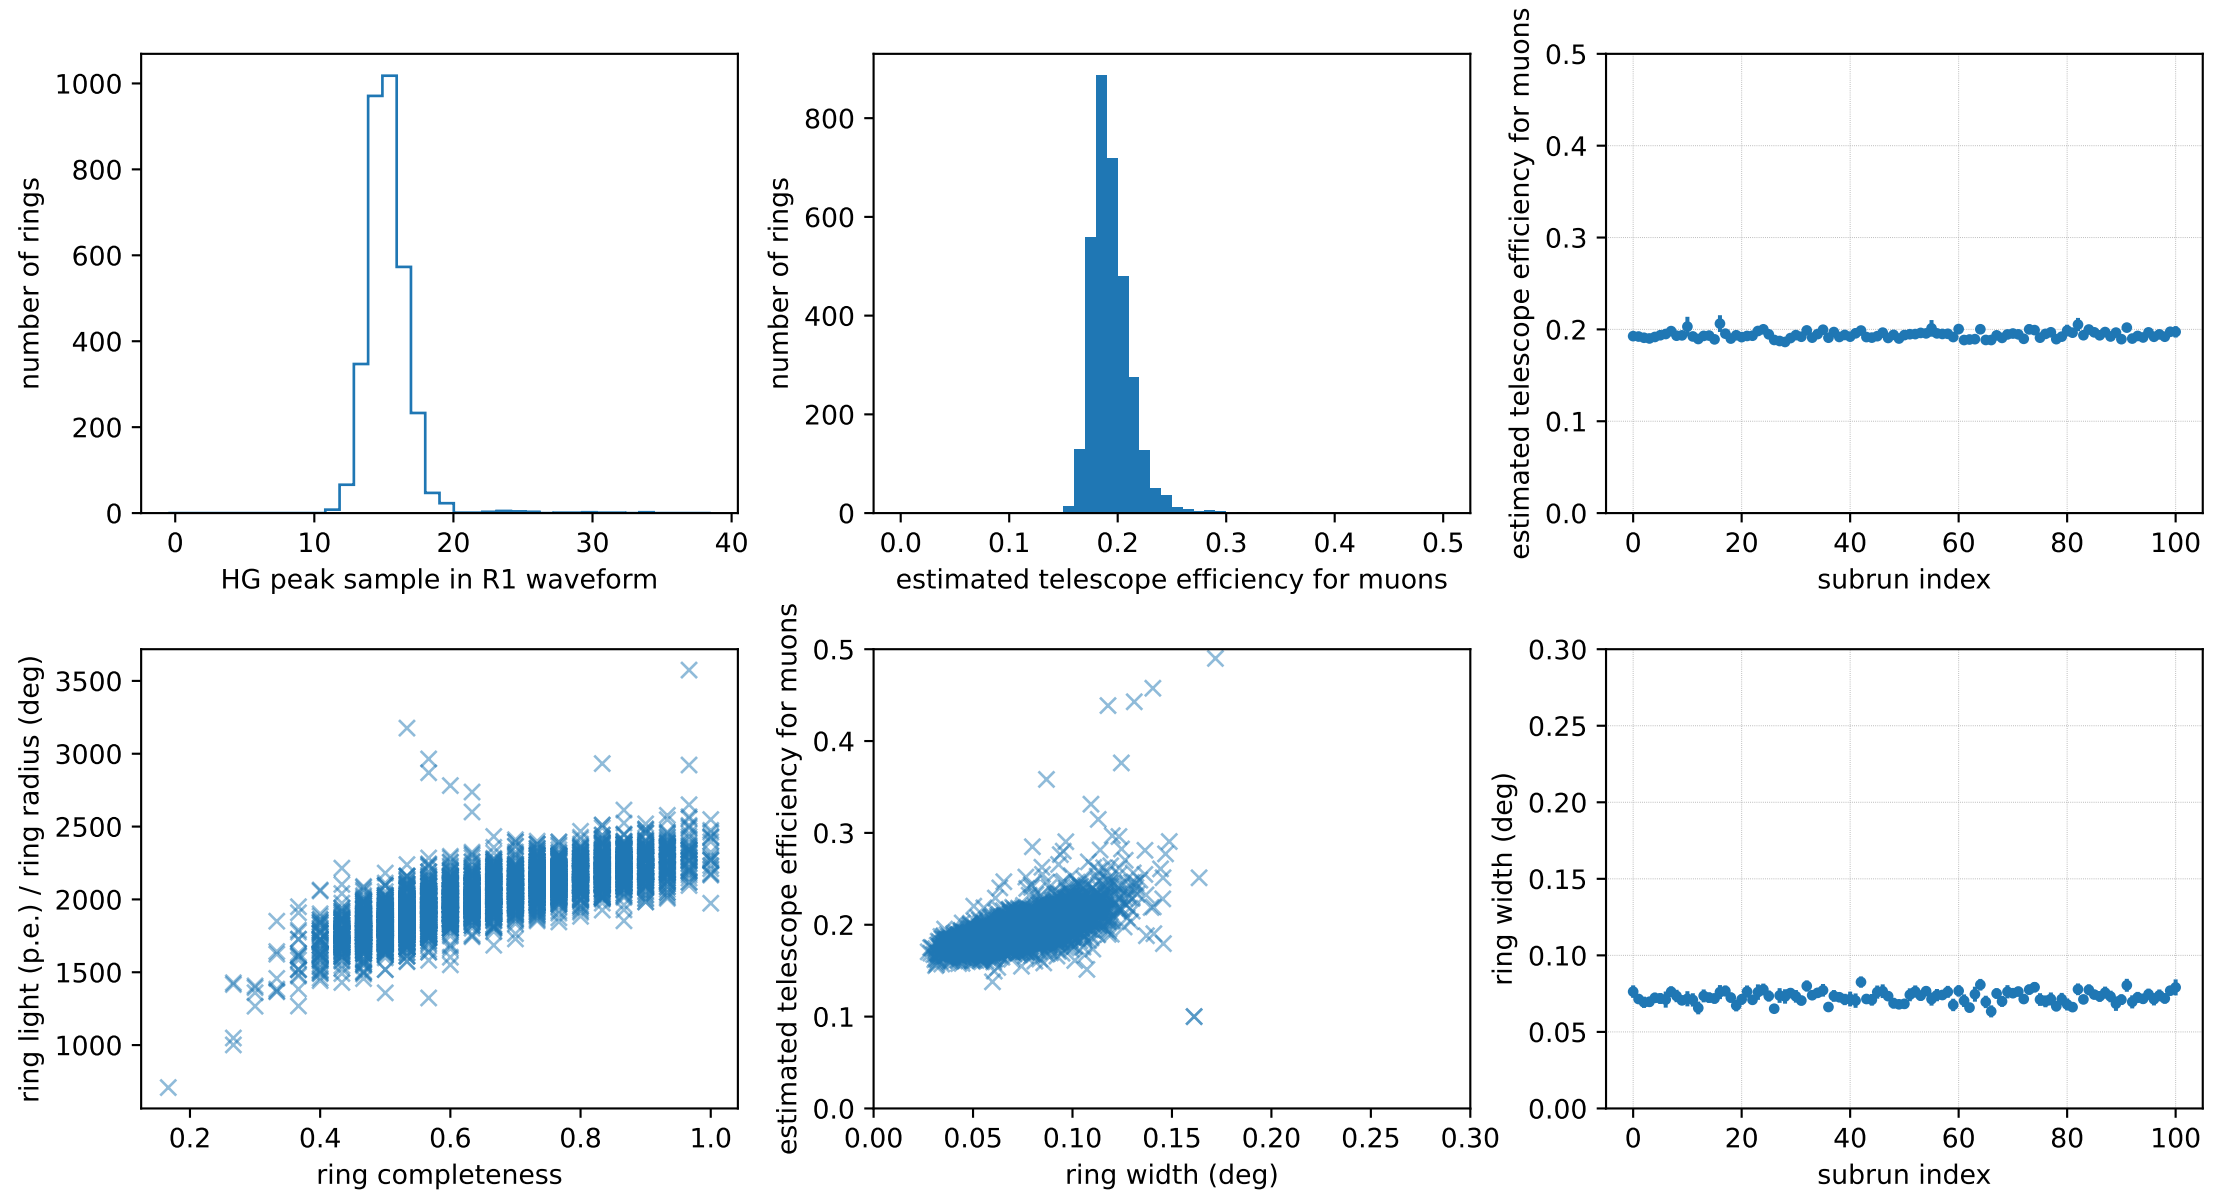 number of rings
1000
800
600
400
200
0
0 10 20 30 40
HG peak sample in R1 waveform
number of rings
800
600
400
200
0
0.0 0.1 0.2 0.3 0.4 0.5
estimated telescope efficiency for muons
estimated telescope efficiency for muons
0.5
0.4
0.3
0.2
0.1
0.0
0 20 40 60 80 100
subrun index
ring light (p.e.) / ring radius (deg)
3500
3000
2500
2000
1500
1000
0.2 0.4 0.6 0.8 1.0
ring completeness
estimated telescope efficiency for muons
0.5
0.4
0.3
0.2
0.1
0.0
0.00 0.05 0.10 0.15 0.20 0.25 0.30
ring width (deg)
ring width (deg)
0.30
0.25
0.20
0.15
0.10
0.05
0.00
0 20 40 60 80 100
subrun index